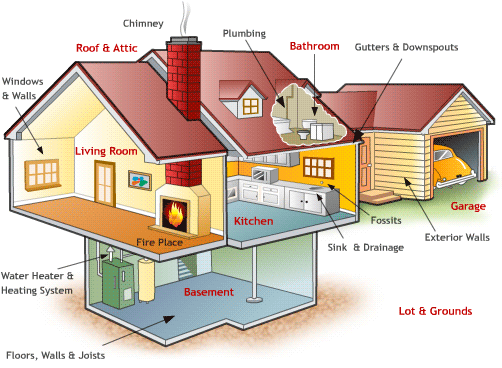 Chimney
Plumbing
Roof & Attic
Bathroom
Gutters & Downspouts
Windows
& Walls
Living Room
Garage
Kitchen
Fossits
Exterior Walls
Fire Place
Sink & Drainage
Water Heater &
Heating System
Basement
Lot & Grounds
Floors, Walls & Joists